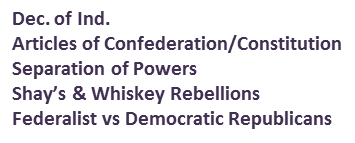 Dec. of Ind.
Articles of Confederation/Constitution
Separation of Powers
Shay's & Whiskey Rebellions
Federalist vs Democratic Republicans